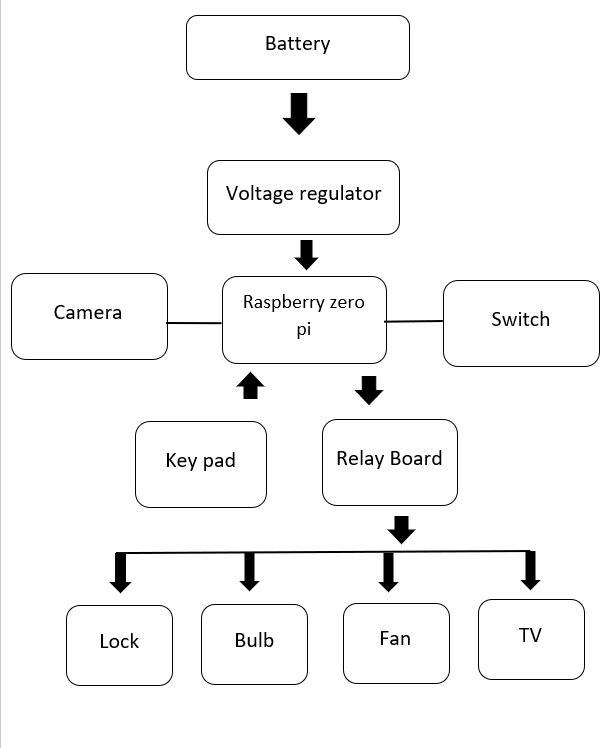 Battery
Voltage regulator
Camera
Raspberry zero
pi
Switch
Key pad
Relay Board
Lock
Bulb
Fan
TV